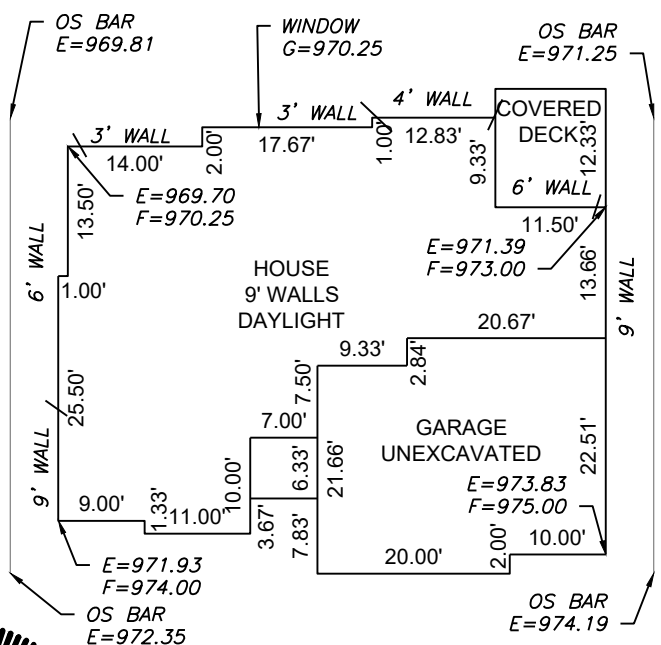 OS BAR
E=969.81
WINDOW
G=970.25
OS BAR
E=971.25
3' WALL
14.00'
2.00'
3' WALL
17.67'
1.00'
4' WALL
12.83'
9.33'
COVERED
DECK
12.33'
6' WALL
11.50'
E=969.70
F=970.25
13.50'
6' WALL
1.00'
E=971.39
F=973.00
13.66'
9' WALL
HOUSE
9' WALLS
DAYLIGHT
20.67'
9.33'
2.84'
7.50'
25.50'
9' WALL
7.00'
10.00'
6.33'
21.66'
GARAGE
UNEXCAVATED
22.51'
E=973.83
F=975.00
9.00'
1.33'
11.00'
3.67'
7.83'
20.00'
2.00'
10.00'
E=971.93
F=974.00
OS BAR
E=972.35
OS BAR
E=974.19